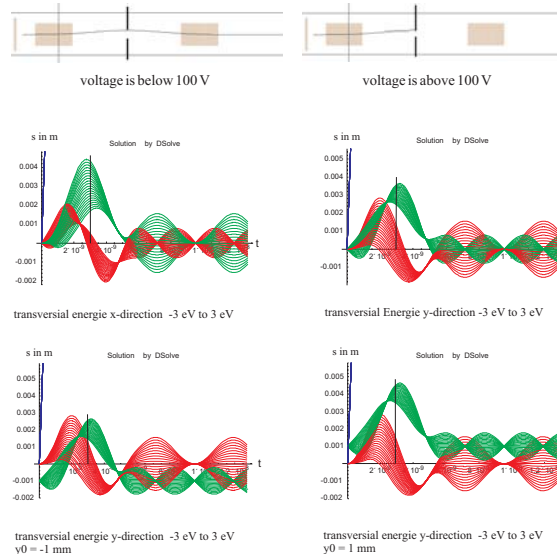 voltage is below 100 V
voltage is above 100 V
s in m
Solution by DSolve
0.004
0.003
0.002
0.001
-0.001
-0.002
t
transversal energie x-direction -3 eV to 3 eV
s in m
Solution by DSolve
0.005
0.004
0.003
0.002
0.001
-0.001
t
transversal Energie y-direction -3 eV to 3 eV
s in m
Solution by DSolve
0.005
0.004
0.003
0.002
0.001
-0.001
-0.002
t
transversal energie y-direction -3 eV to 3 eV
y0 = -1 mm
s in m
Solution by DSolve
0.005
0.004
0.003
0.002
0.001
-0.001
-0.002
t
transversal energie y-direction -3 eV to 3 eV
y0 = 1 mm